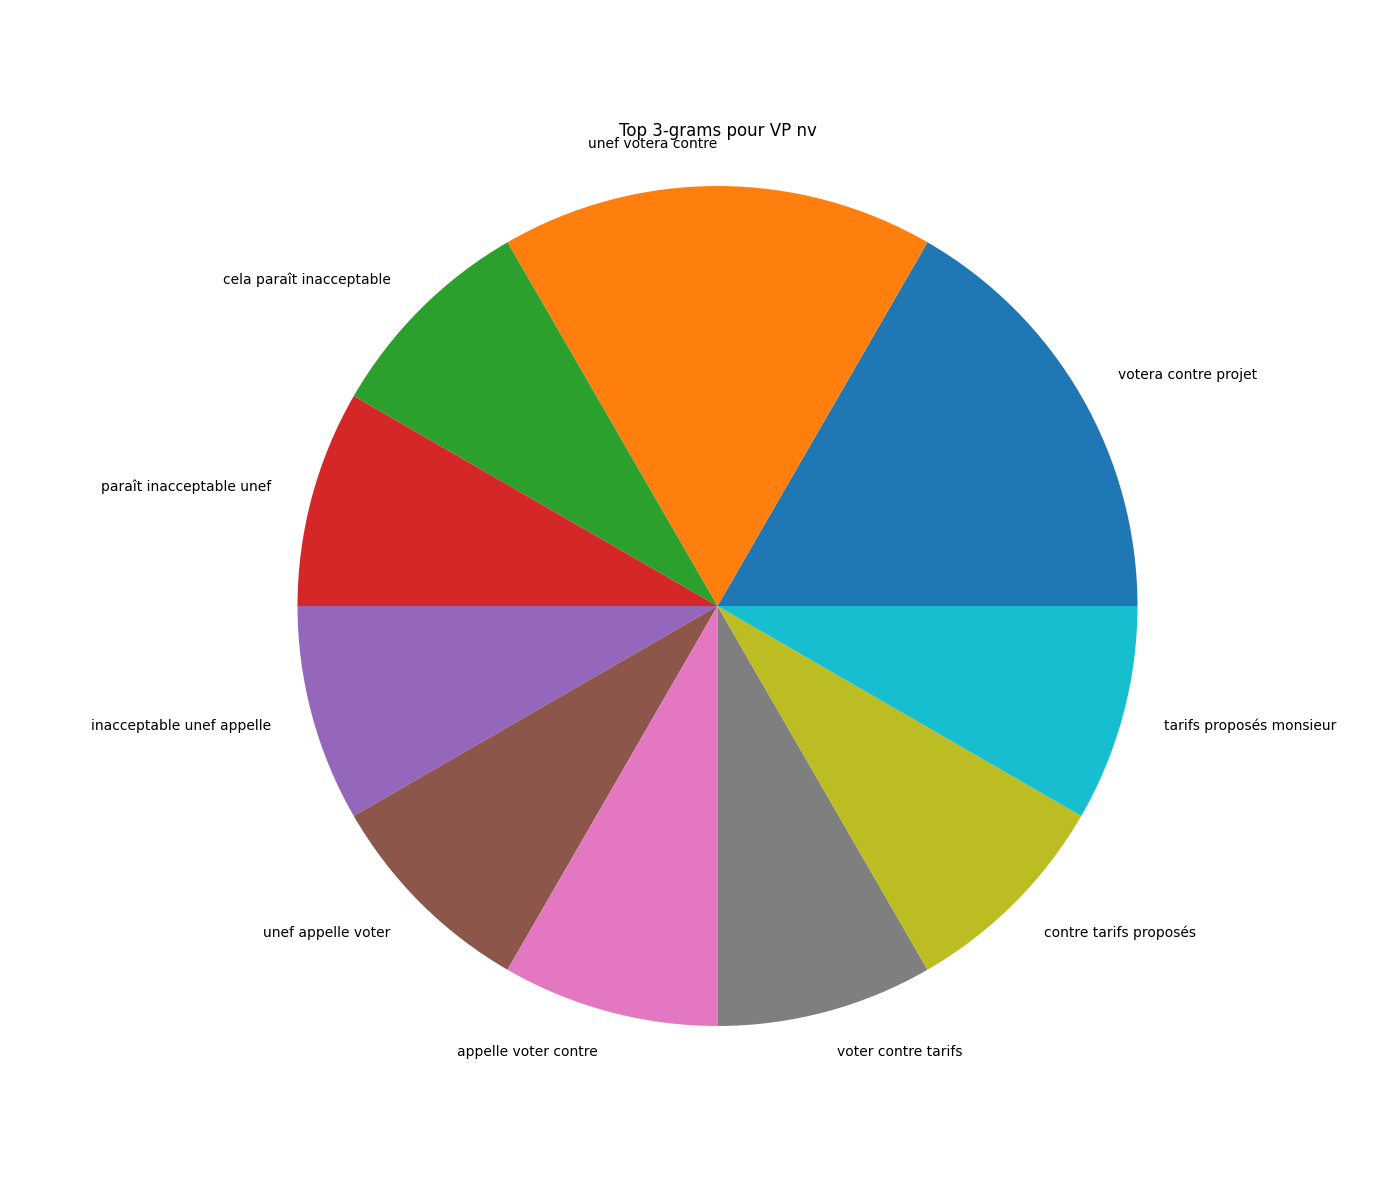 Top 3-grams pour VP nv
unef votera contre
cela paraît inacceptable
votera contre projet
paraît inacceptable unef
inacceptable unef appelle
tarifs proposés monsieur
unef appelle voter
contre tarifs proposés
appelle voter contre
voter contre tarifs